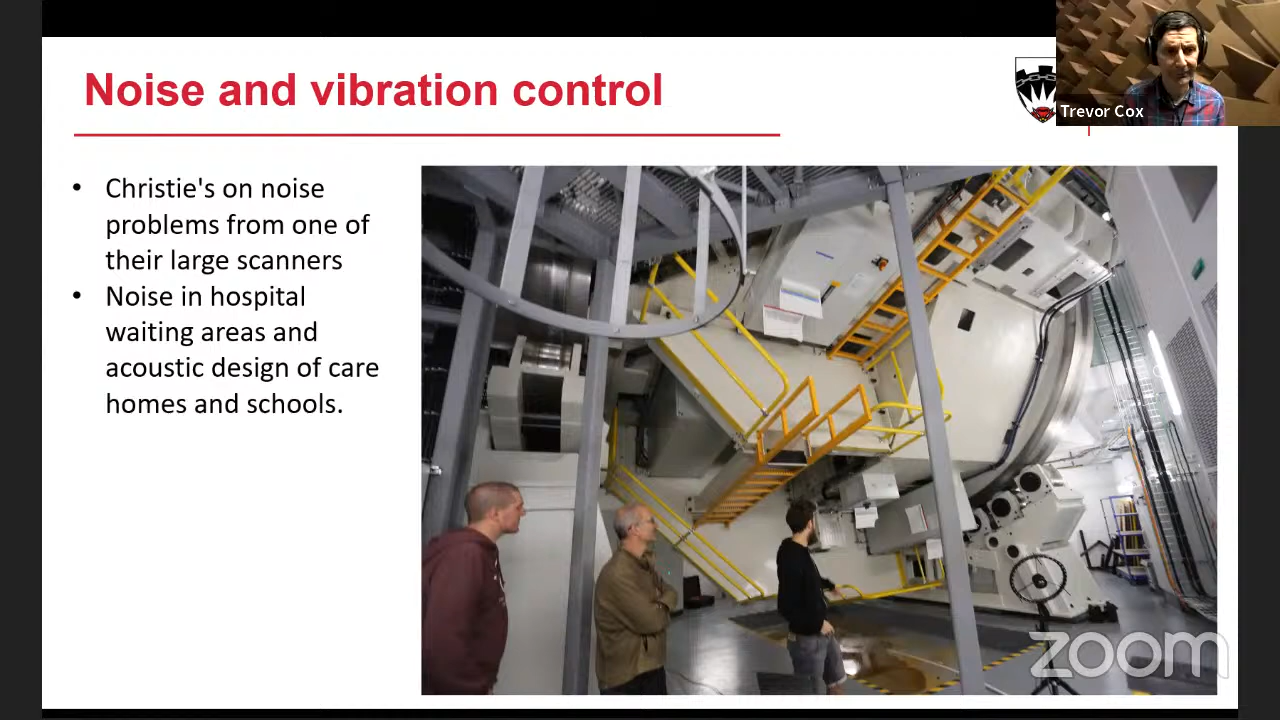 Noise and vibration control
Trevor Cox
• Christie's on noise
problems from one of
their large scanners
• Noise in hospital
waiting areas and
acoustic design of care
homes and schools.
zoom